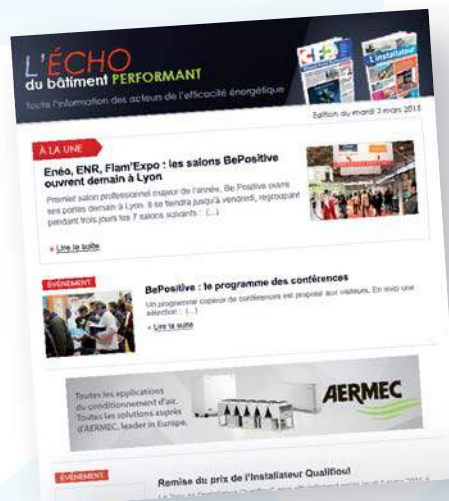 L'ÉCHO
du bâtiment PERFORMANT
toute l'information des acteurs de l'efficacité énergétique
L'installateur
Edition du mardi 3 mars 2015
À LA UNE
Enéo, ENR, Flam'Expo : les salons BePositive
ouvrent demain à Lyon
Premier salon professionnel majeur de l'année, Be Positive ouvre
ses portes demain à Lyon. Il se tiendra jusqu'à vendredi, regroupant
pendant trois jours les 7 salons suivants : (...)
» Lire la suite
ÉVÉNEMENT
BePositive : le programme des conférences
Un programme copieux de conférences est proposé aux visiteurs. En voici une
sélection : (...)
» Lire la suite
Toutes les applications
du conditionnement d'air.
Toutes les solutions auprès
d'AERMEC, leader in Europe.
AERMEC
ÉVÉNEMENT
Remise du prix de l'Installateur Qualifioul